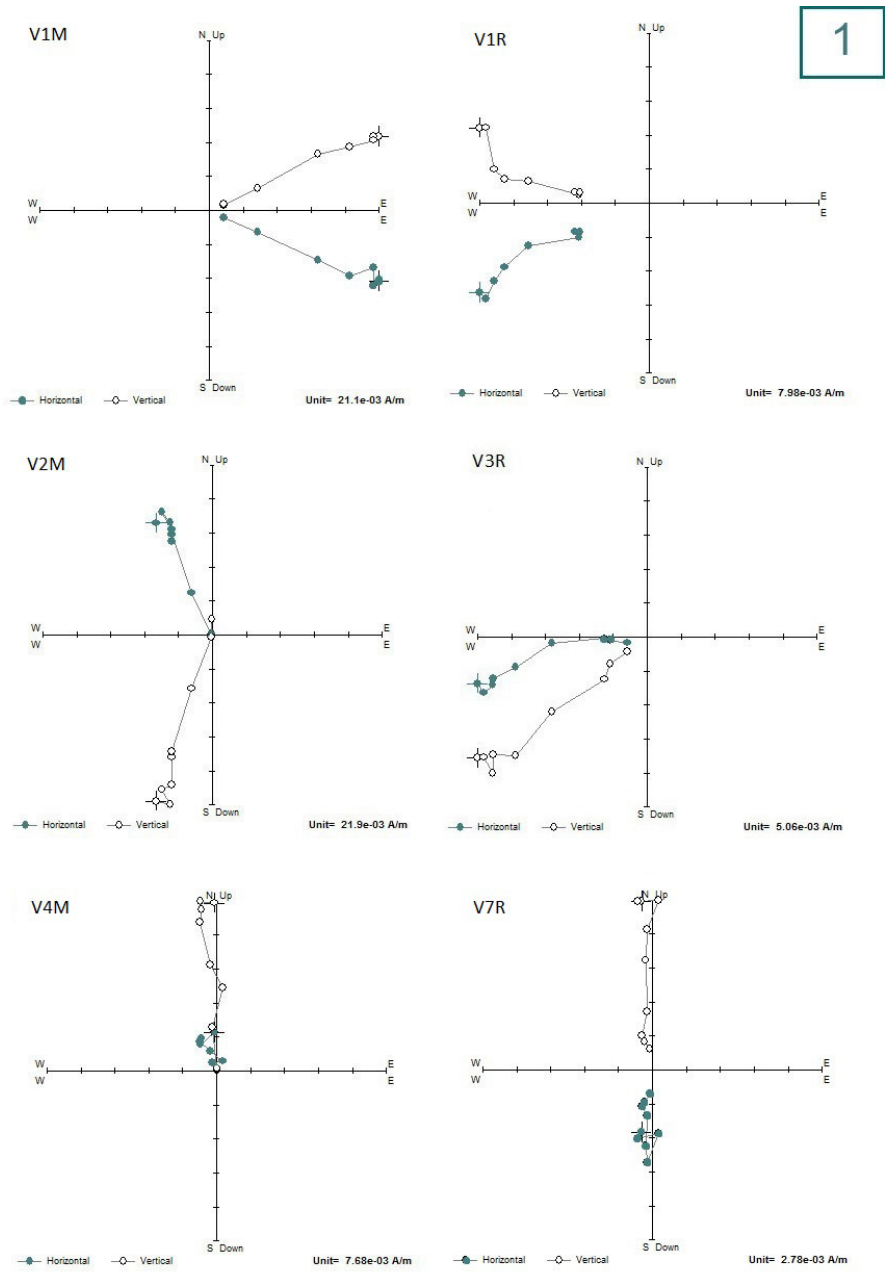 1
V1M
N Up
W E
W E
S Down
Horizontal Vertical Unit= 21.1e-03 A/m
V1R
N Up
W E
W E
S Down
Horizontal Vertical Unit= 7.98e-03 A/m
V2M
N Up
W E
W E
S Down
Horizontal Vertical Unit= 21.9e-03 A/m
V3R
N Up
W E
W E
S Down
Horizontal Vertical Unit= 5.06e-03 A/m
V4M
N Up
W E
W E
S Down
Horizontal Vertical Unit= 7.68e-03 A/m
V7R
N Up
W E
W E
S Down
Horizontal Vertical Unit= 2.78e-03 A/m